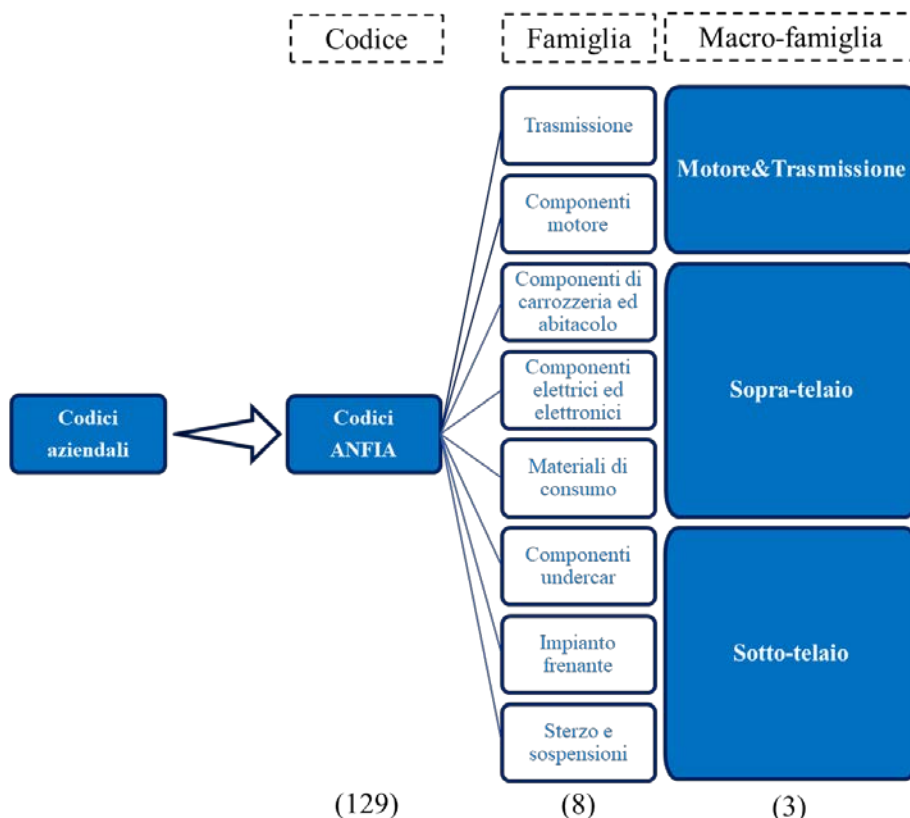 Codice
Famiglia
Macro-famiglia
Trasmissione
Motore&Trasmissione
Componenti
motore
Componenti di
carrozzeria ed
abitacolo
Componenti
elettrici ed
elettronici
Sopra-telaio
Codici
aziendali
Codici
ANFIA
Materiali di
consumo
Componenti
undercar
Impianto
frenante
Sotto-telaio
Sterzo e
sospensioni
(129)
(8)
(3)